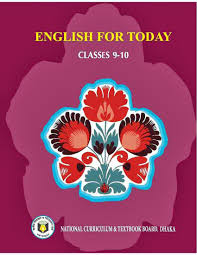 ENGLISH FOR TODAY
CLASSES 9-10
NATIONAL CURRICULUM & TEXTBOOK BOARD, DHAKA